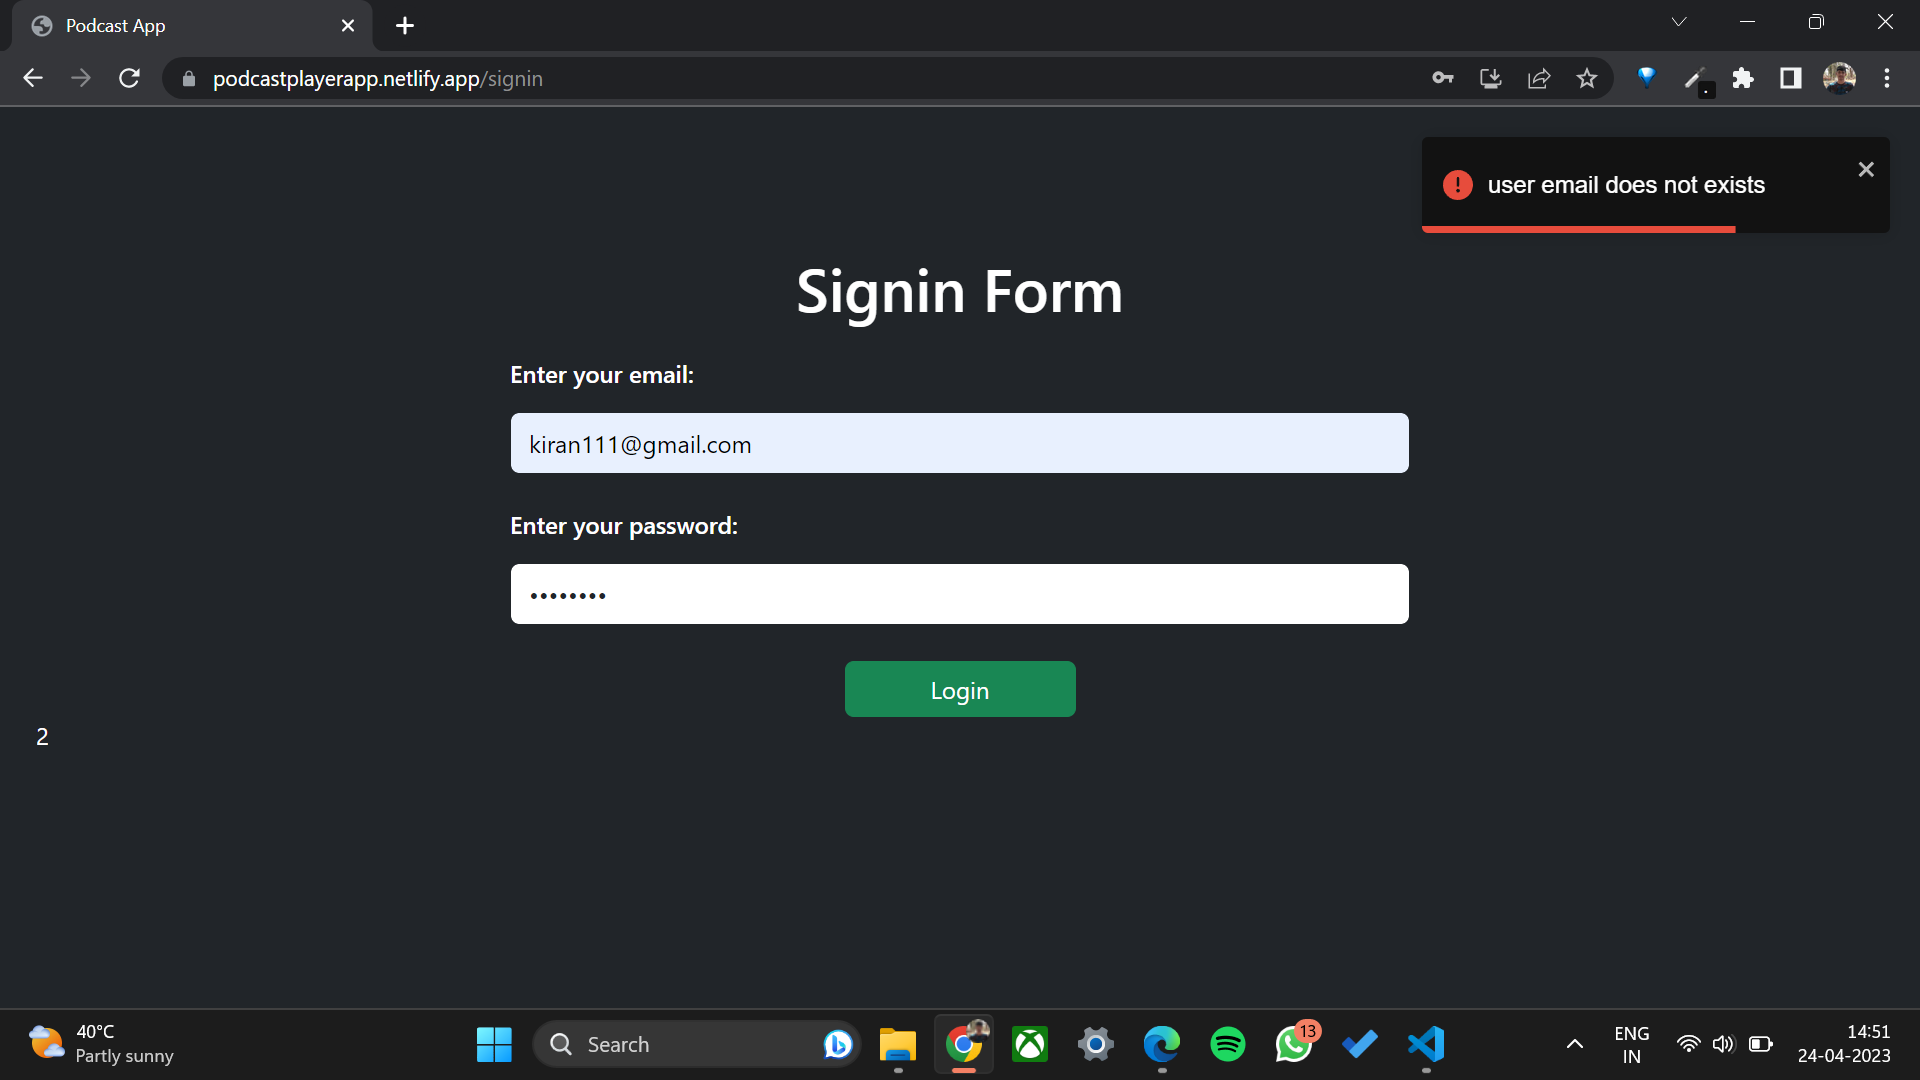 Podcast App
podcastplayerapp.netlify.app/signin
user email does not exists
Signin Form
Enter your email:
kiran111@gmail.com
Enter your password:
••••••••
Login
2
40°C
Partly sunny
Search
13
ENG
IN
14:51
24-04-2023